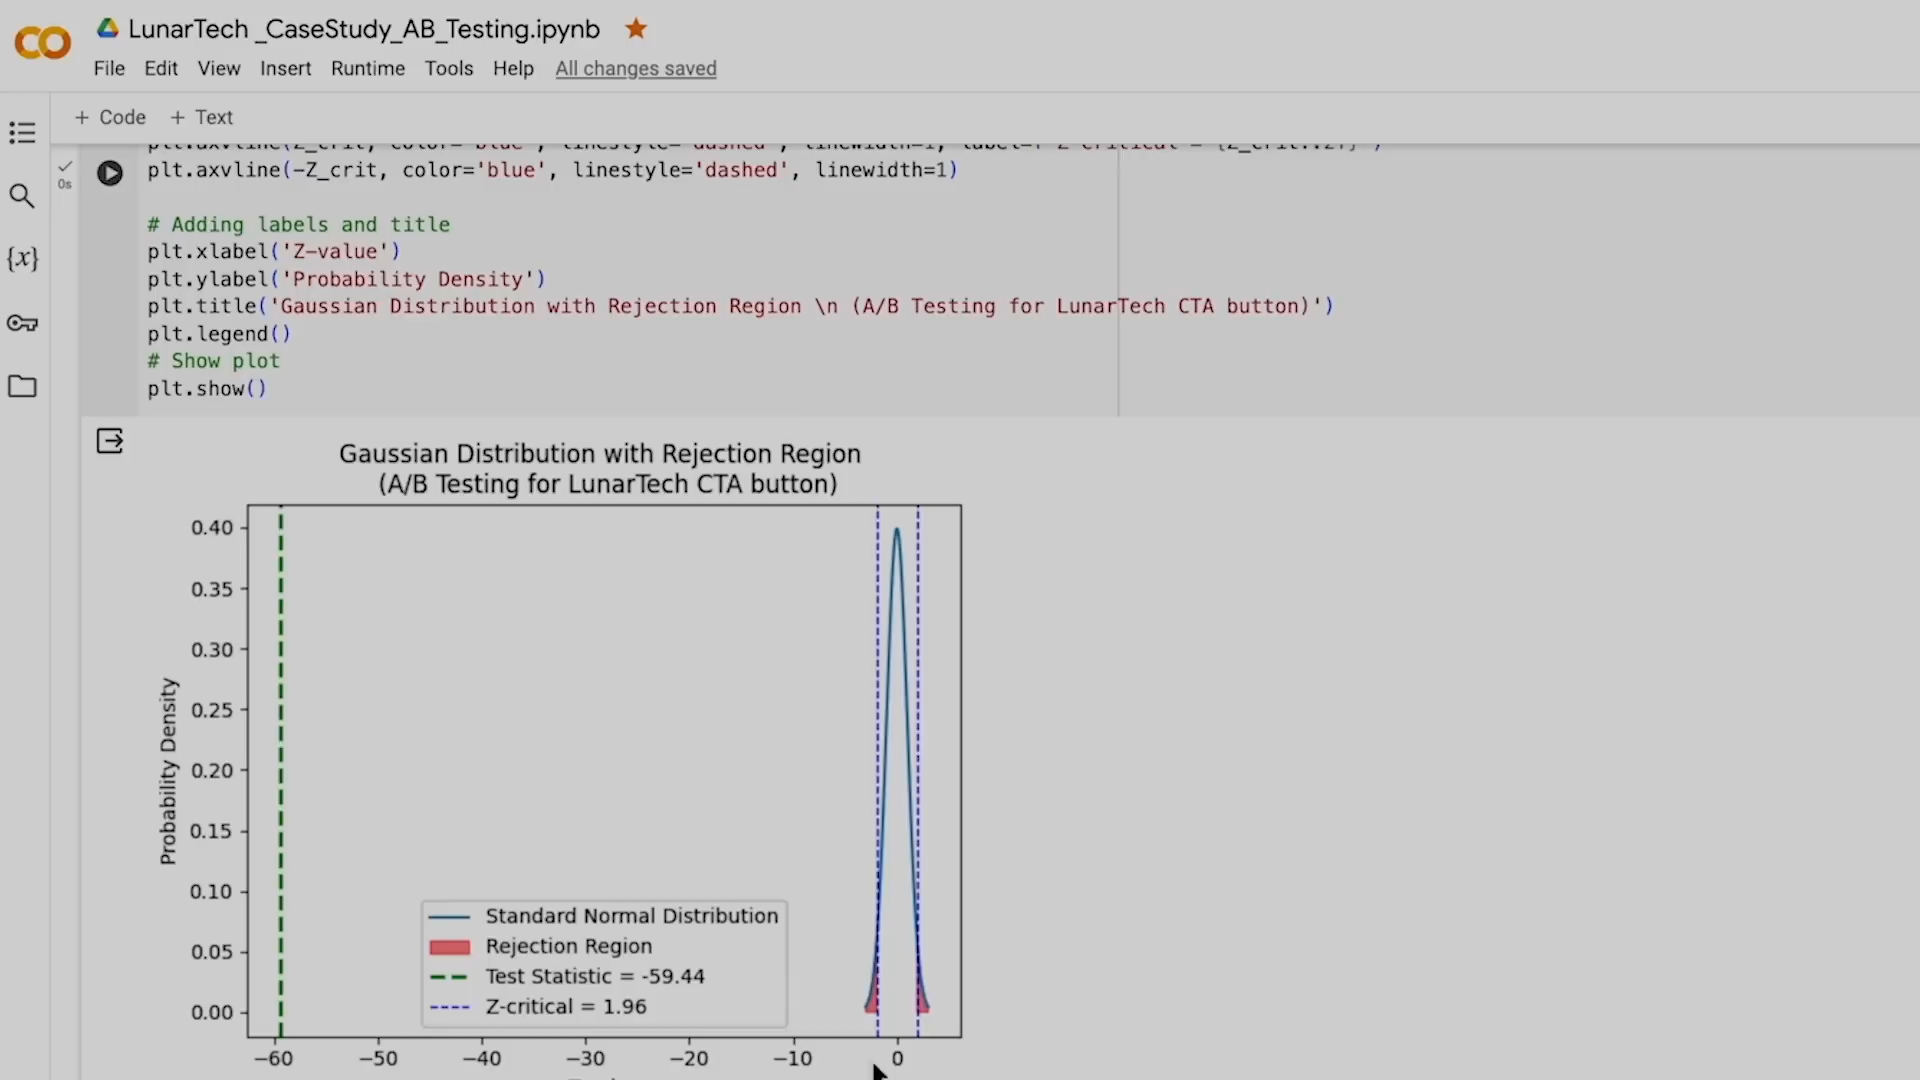 LunarTech _CaseStudy_AB_Testing.ipynb
File Edit View Insert Runtime Tools Help All changes saved
+ Code + Text
0s
plt.axvline(-Z_crit, color='blue', linestyle='dashed', linewidth=1)
# Adding labels and title
plt.xlabel('Z-value')
plt.ylabel('Probability Density')
plt.title('Gaussian Distribution with Rejection Region \n (A/B Testing for LunarTech CTA button)')
plt.legend()
# Show plot
plt.show()
Gaussian Distribution with Rejection Region
(A/B Testing for LunarTech CTA button)
0.40
0.35
0.30
0.25
0.20
0.15
0.10
0.05
0.00
Probability Density
Standard Normal Distribution
Rejection Region
Test Statistic = -59.44
Z-critical = 1.96
−60 −50 −40 −30 −20 −10 0